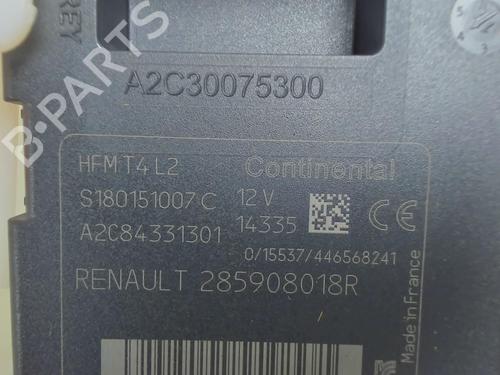 REY
A2C30075300
B-PARTS
HFM T4 L2 Continental
S180151007C 12 V
A2C84331301 14335 CE
0/15537/446568241
RENAULT 285908018R
Made in France